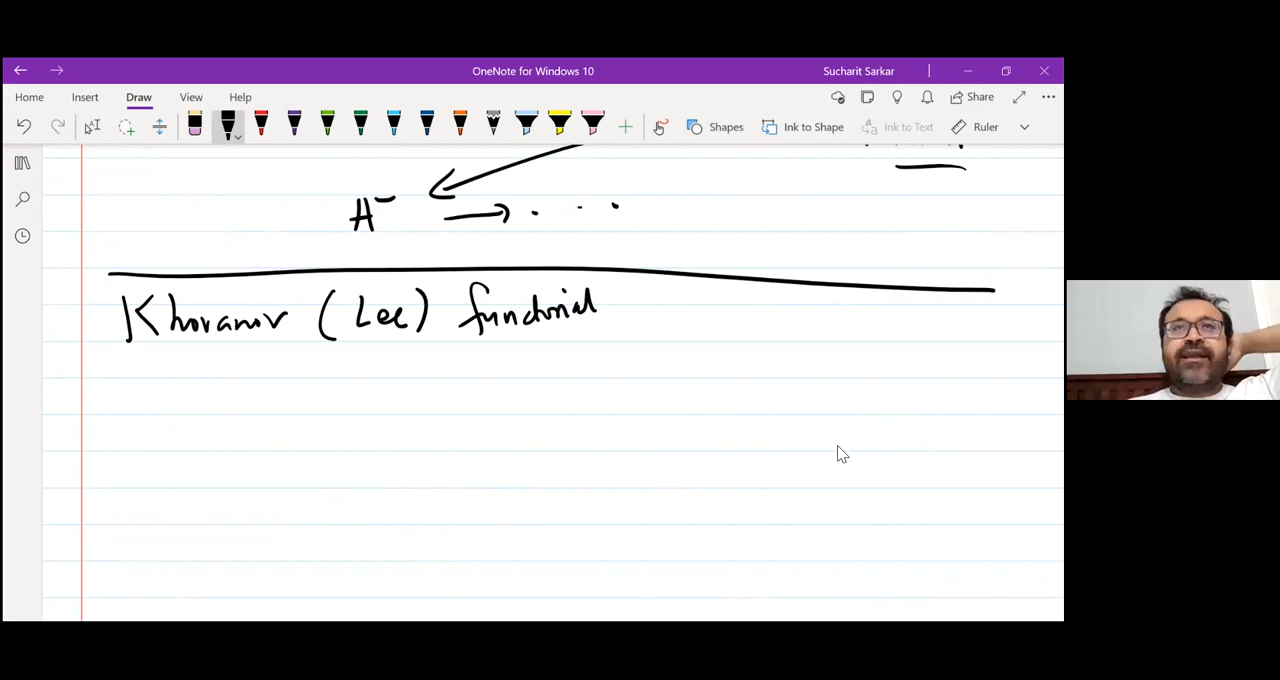 OneNote for Windows 10
Sucharit Sarkar
Home Insert Draw View Help
Share
Shapes
Ink to Shape
Ink to Text
Ruler
H⁻ → . . .
Khovanov (Lee) functorial